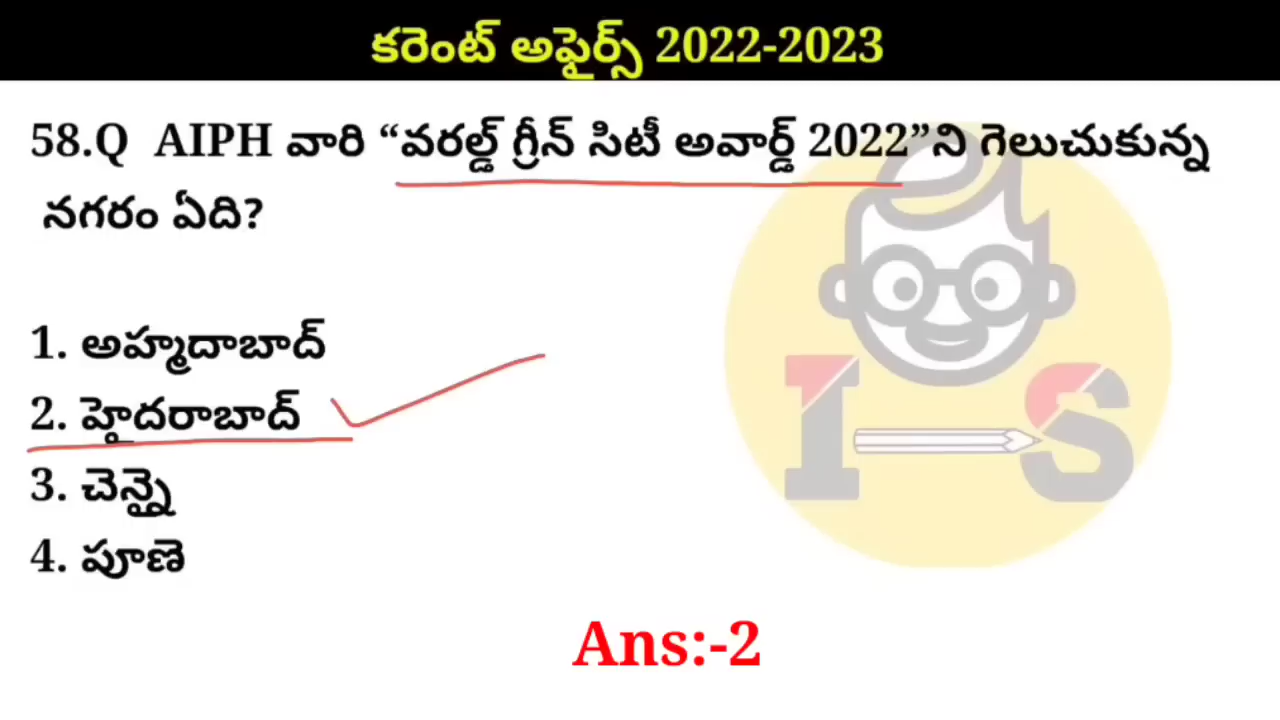 కరెంట్ అఫైర్స్ 2022-2023
58.Q AIPH వారి “వరల్డ్ గ్రీన్ సిటీ అవార్డ్ 2022”ని గెలుచుకున్న
నగరం ఏది?
1. అహ్మదాబాద్
2. హైదరాబాద్
3. చెన్నై
4. పూణె
I S
Ans:-2